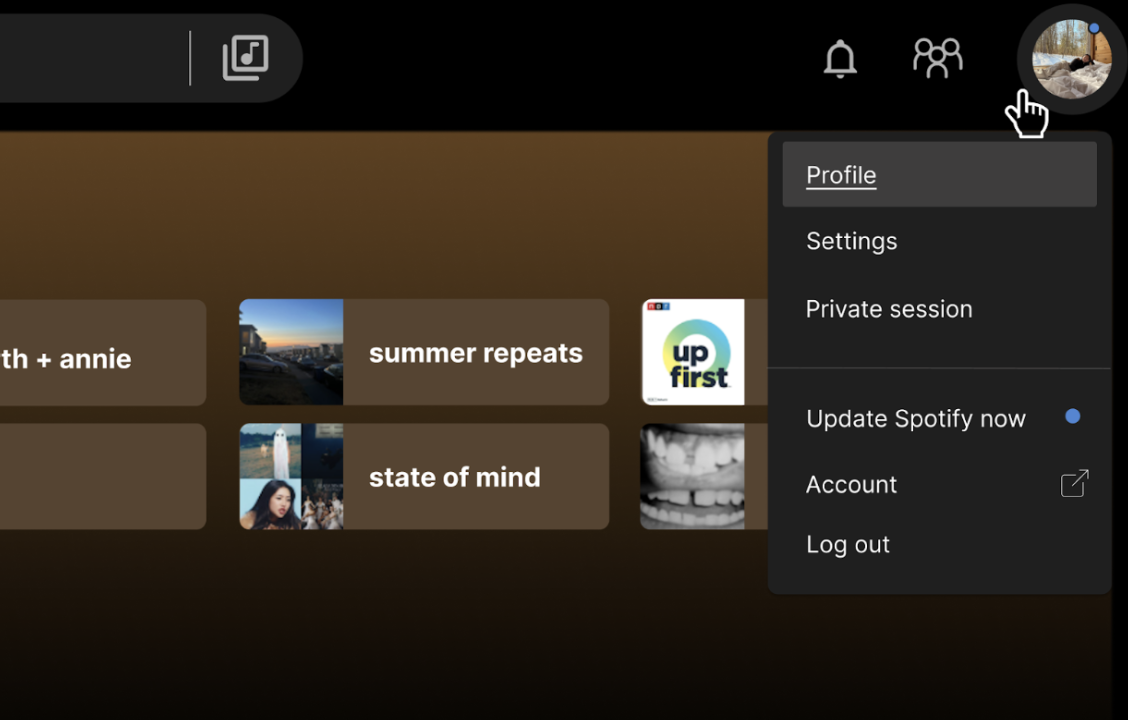 Profile
Settings
Private session
th + annie
summer repeats
npr
up
first
Update Spotify now
state of mind
Account
Log out